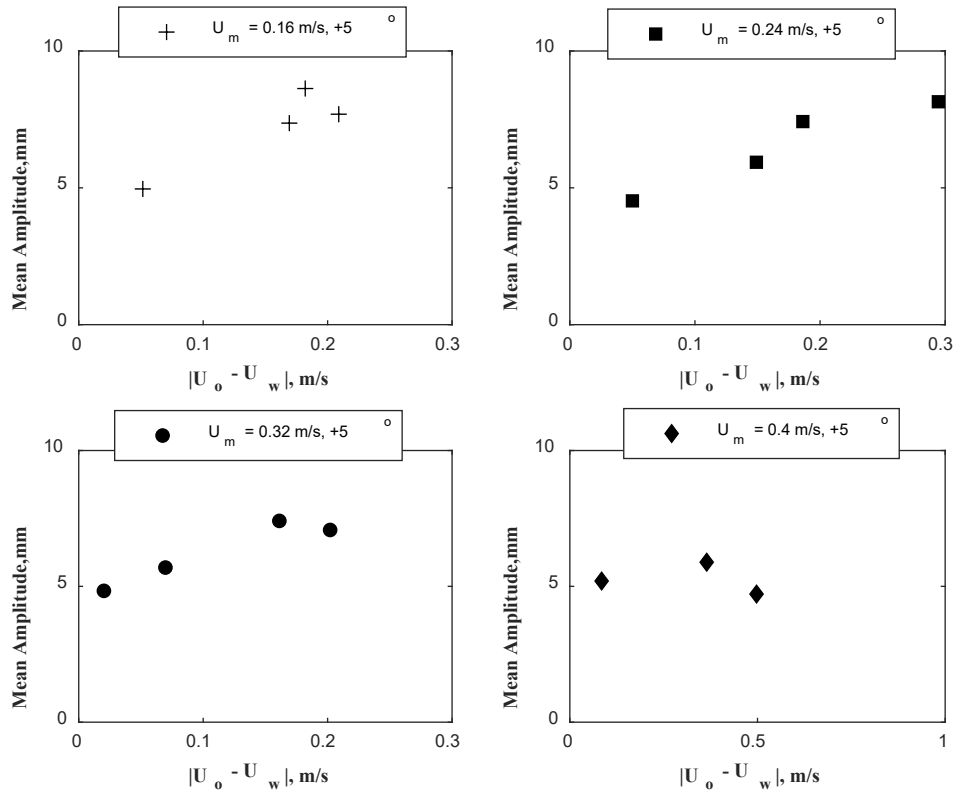 U m = 0.16 m/s, +5 o
10
5
0
Mean Amplitude,mm
0 0.1 0.2 0.3
|U o - U w|, m/s
U m = 0.24 m/s, +5 o
10
5
0
Mean Amplitude,mm
0 0.1 0.2 0.3
|U o - U w|, m/s
U m = 0.32 m/s, +5 o
10
5
0
Mean Amplitude,mm
0 0.1 0.2 0.3
|U o - U w|, m/s
U m = 0.4 m/s, +5 o
10
5
0
Mean Amplitude,mm
0 0.5 1
|U o - U w|, m/s